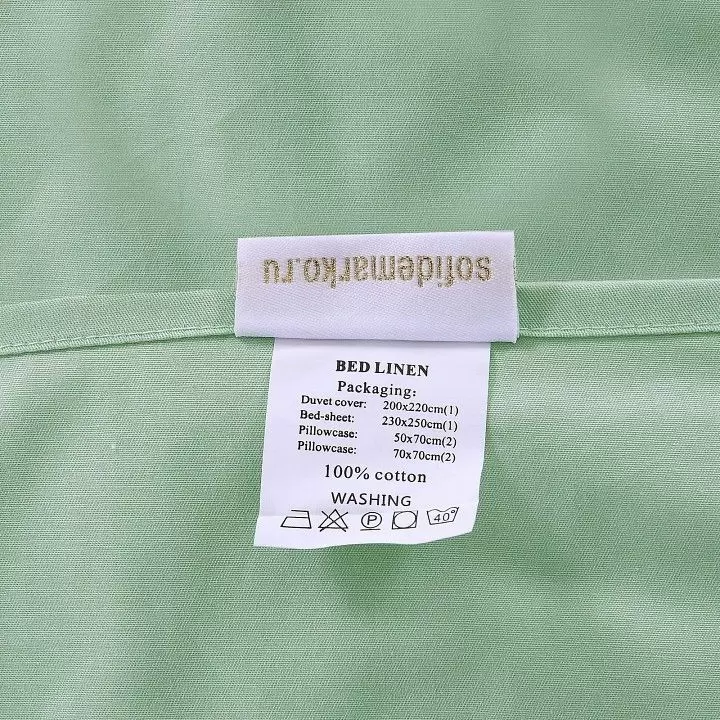 sofidemarko.ru
BED LINEN
Packaging:
Duvet cover: 200x220cm(1)
Bed-sheet: 230x250cm(1)
Pillowcase: 50x70cm(2)
Pillowcase: 70x70cm(2)
100% cotton
WASHING
P 40°